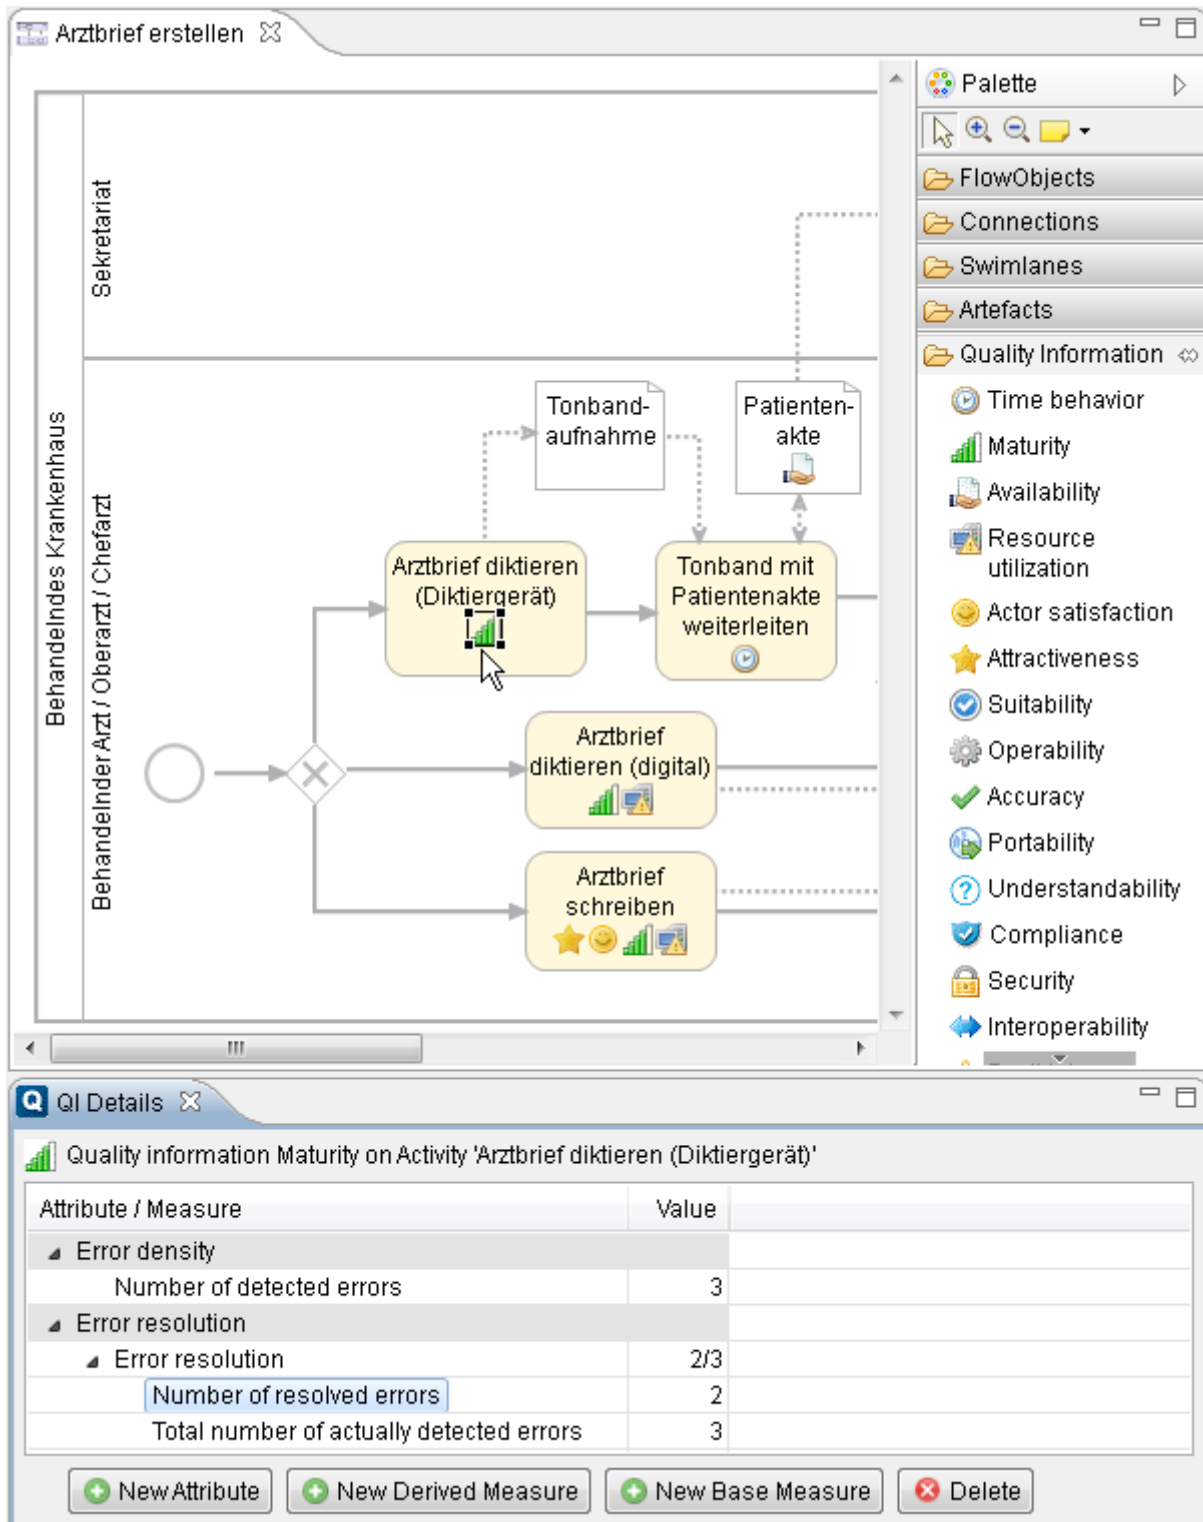 Arztbrief erstellen
Palette
FlowObjects
Connections
Swimlanes
Artefacts
Quality Information
Time behavior
Maturity
Availability
Resource
utilization
Actor satisfaction
Attractiveness
Suitability
Operability
Accuracy
Portability
Understandability
Compliance
Security
Interoperability
Behandelndes Krankenhaus
Sekretariat
Behandelnder Arzt / Oberarzt / Chefarzt
Tonband-
aufnahme
Patienten-
akte
Arztbrief diktieren
(Diktiergerät)
Tonband mit
Patientenakte
weiterleiten
Arztbrief
diktieren (digital)
Arztbrief
schreiben
QI Details
Quality information Maturity on Activity 'Arztbrief diktieren (Diktiergerät)'
Attribute / Measure Value
Error density
Number of detected errors 3
Error resolution
Error resolution 2/3
Number of resolved errors 2
Total number of actually detected errors 3
New Attribute New Derived Measure New Base Measure Delete